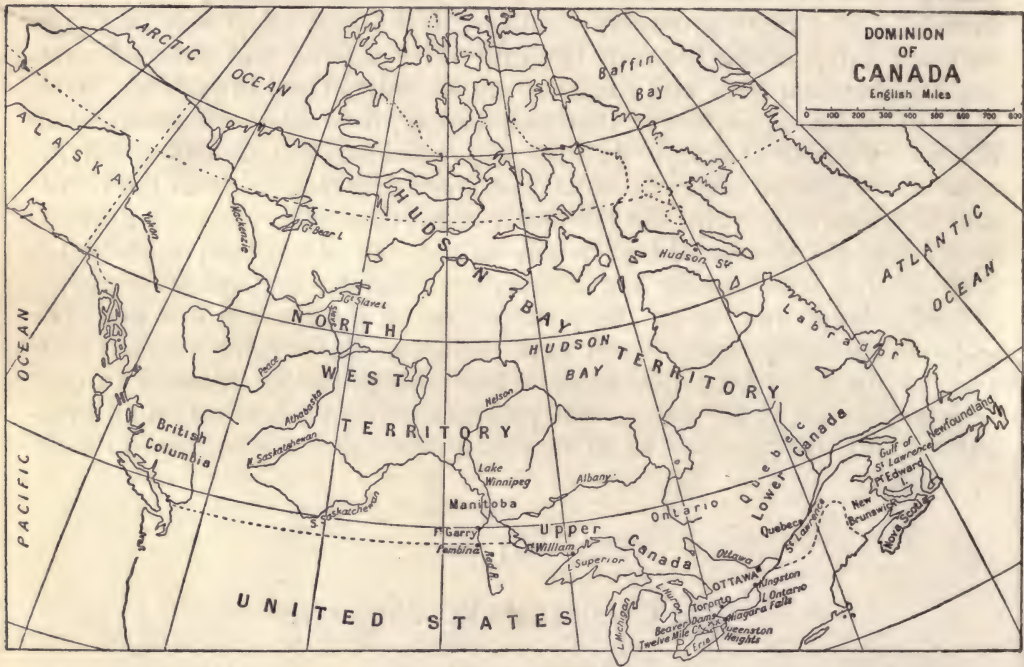 DOMINION
OF
CANADA
English Miles
0 100 200 300 400 500 600 700 800
ARCTIC OCEAN
Baffin
Bay
ALASKA
Yukon
Mackenzie
Gt Bear L
HUDSON BAY TERRITORY
Hudson St
ATLANTIC
OCEAN
Gt Slave L
NORTH
WEST
TERRITORY
HUDSON
BAY
Labrador
PACIFIC OCEAN
Peace
Athabaska
Nelson
British
Columbia
N. Saskatchewan
S. Saskatchewan
Lake
Winnipeg
Albany
Manitoba
Quebec
Lower Canada
Newfoundland
Gulf of
St Lawrence
Pr Edward
I.
New
Brunswick
Nova Scotia
Quebec
St Lawrence
Ontario
Upper Canada
Ft Garry
Pembina
Red R.
Ft William
L Superior
Ottawa
OTTAWA
Kingston
L Ontario
Toronto
Niagara Falls
Beaver Dams
Twelve Mile C.
Queenston
Heights
L Erie
L Huron
L Michigan
UNITED STATES